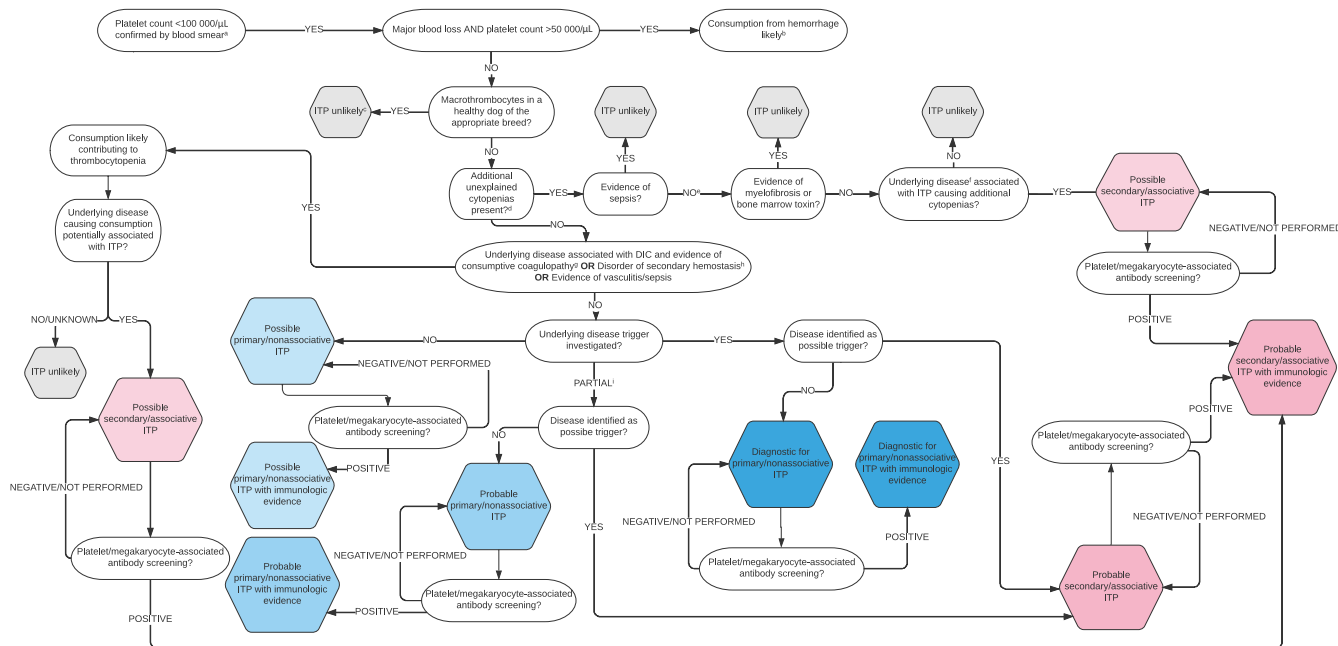 Platelet count <100 000/µL
confirmed by blood smearᵃ
YES
Major blood loss AND platelet count >50 000/µL
YES
Consumption from hemorrhage
likelyᵇ
NO
ITP unlikelyᶜ
YES
Macrothrombocytes in a
healthy dog of the
appropriate breed?
ITP unlikely
ITP unlikely
ITP unlikely
Consumption likely
contributing to
thrombocytopenia
NO
YES
YES
NO
Additional
unexplained
cytopenias
present?ᵈ
YES
Evidence of
sepsis?
NOᵉ
Evidence of
myelofibrosis or
bone marrow toxin?
NO
Underlying diseaseᶠ associated
with ITP causing additional
cytopenias?
YES
Possible
secondary/associative
ITP
YES
Underlying disease
causing consumption
potentially associated
with ITP?
NO
NEGATIVE/NOT PERFORMED
Underlying disease associated with DIC and evidence of
consumptive coagulopathyᵍ OR Disorder of secondary hemostasisʰ
OR Evidence of vasculitis/sepsis
Platelet/megakaryocyte-associated
antibody screening?
NO
NO/UNKNOWN
YES
Possible
primary/nonassociative
ITP
NO
Underlying disease trigger
investigated?
YES
Disease identified as
possible trigger?
POSITIVE
ITP unlikely
NEGATIVE/NOT PERFORMED
PARTIALⁱ
NO
Probable
secondary/associative
ITP with immunologic
evidence
Possible
secondary/associative
ITP
Platelet/megakaryocyte-associated
antibody screening?
Disease identified as
possibe trigger?
NO
POSITIVE
Possible
primary/nonassociative
ITP with immunologic
evidence
POSITIVE
Diagnostic for
primary/nonassociative
ITP
Diagnostic for
primary/nonassociative
ITP with immunologic
evidence
YES
Platelet/megakaryocyte-associated
antibody screening?
NEGATIVE/NOT PERFORMED
Probable
primary/nonassociative
ITP
NEGATIVE/NOT PERFORMED
YES
NEGATIVE/NOT PERFORMED
POSITIVE
NEGATIVE/NOT PERFORMED
Platelet/megakaryocyte-associated
antibody screening?
Probable
primary/nonassociative
ITP with immunologic
evidence
Platelet/megakaryocyte-associated
antibody screening?
Platelet/megakaryocyte-associated
antibody screening?
Probable
secondary/associative
ITP
POSITIVE
POSITIVE